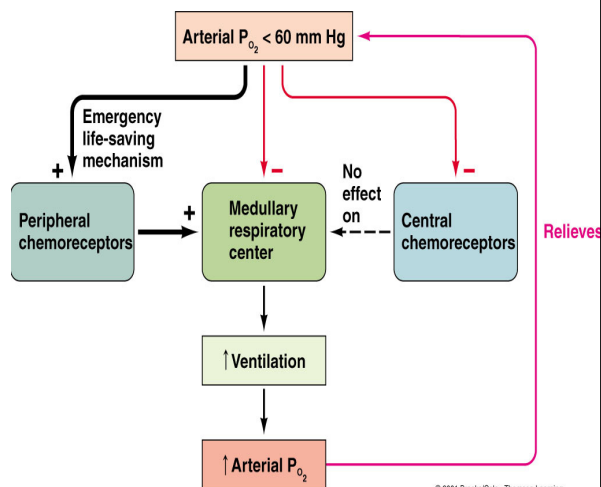 Arterial PO2 < 60 mm Hg
Emergency
life-saving
mechanism
+
−
−
No
effect
on
+
Peripheral
chemoreceptors
Medullary
respiratory
center
Central
chemoreceptors
Relieves
↑Ventilation
↑Arterial PO2